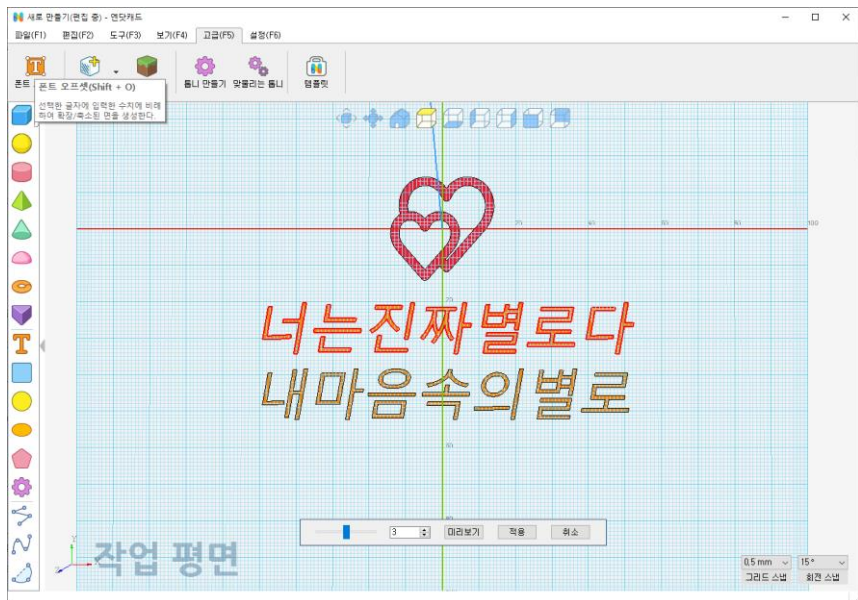 새로 만들기(편집 중) - 엔닷캐드
파일(F1) 편집(F2) 도구(F3) 보기(F4) 고급(F5) 설정(F6)
폰트
톱니 만들기 맞물리는 톱니 템플릿
폰트 오프셋(Shift + O)
선택한 글자에 입력한 수치에 비례
하여 확장/축소된 면을 생성한다.
T
20 40 60 80 100
너는진짜별로다
내마음속의별로
3 미리보기 적용 취소
작업 평면
0,5 mm 15°
그리드 스냅 회전 스냅